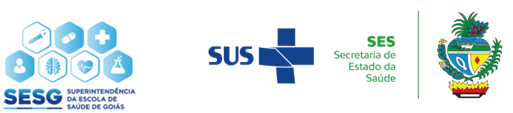 SESG
SUPERINTENDÊNCIA
DA ESCOLA DE
SAÚDE DE GOIÁS
SUS
SES
Secretaria de
Estado da
Saúde